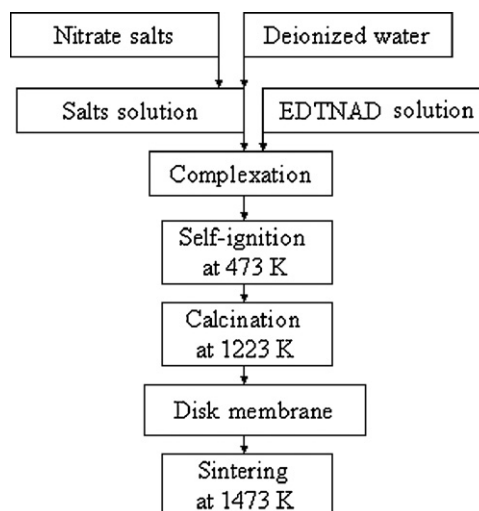 Nitrate salts
Deionized water
Salts solution
EDTNAD solution
Complexation
Self-ignition
at 473 K
Calcination
at 1223 K
Disk membrane
Sintering
at 1473 K